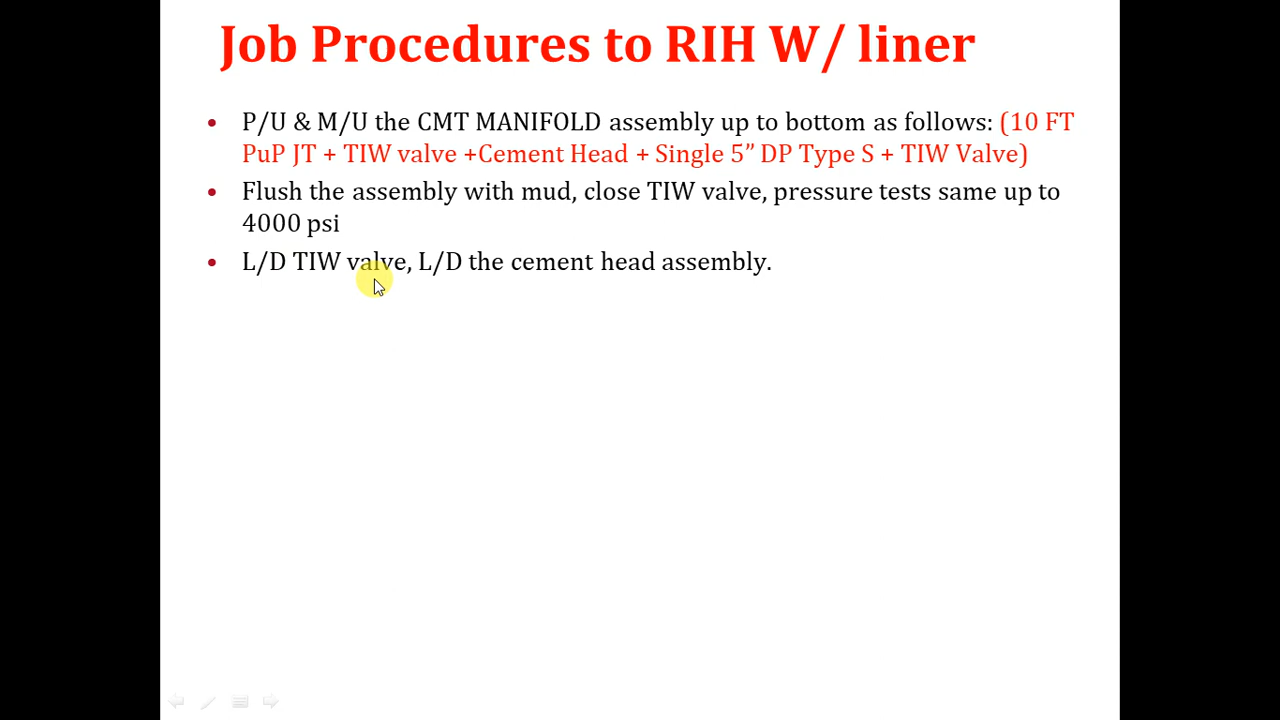 Job Procedures to RIH W/ liner
• P/U & M/U the CMT MANIFOLD assembly up to bottom as follows: (10 FT
PuP JT + TIW valve +Cement Head + Single 5” DP Type S + TIW Valve)
• Flush the assembly with mud, close TIW valve, pressure tests same up to
4000 psi
• L/D TIW valve, L/D the cement head assembly.